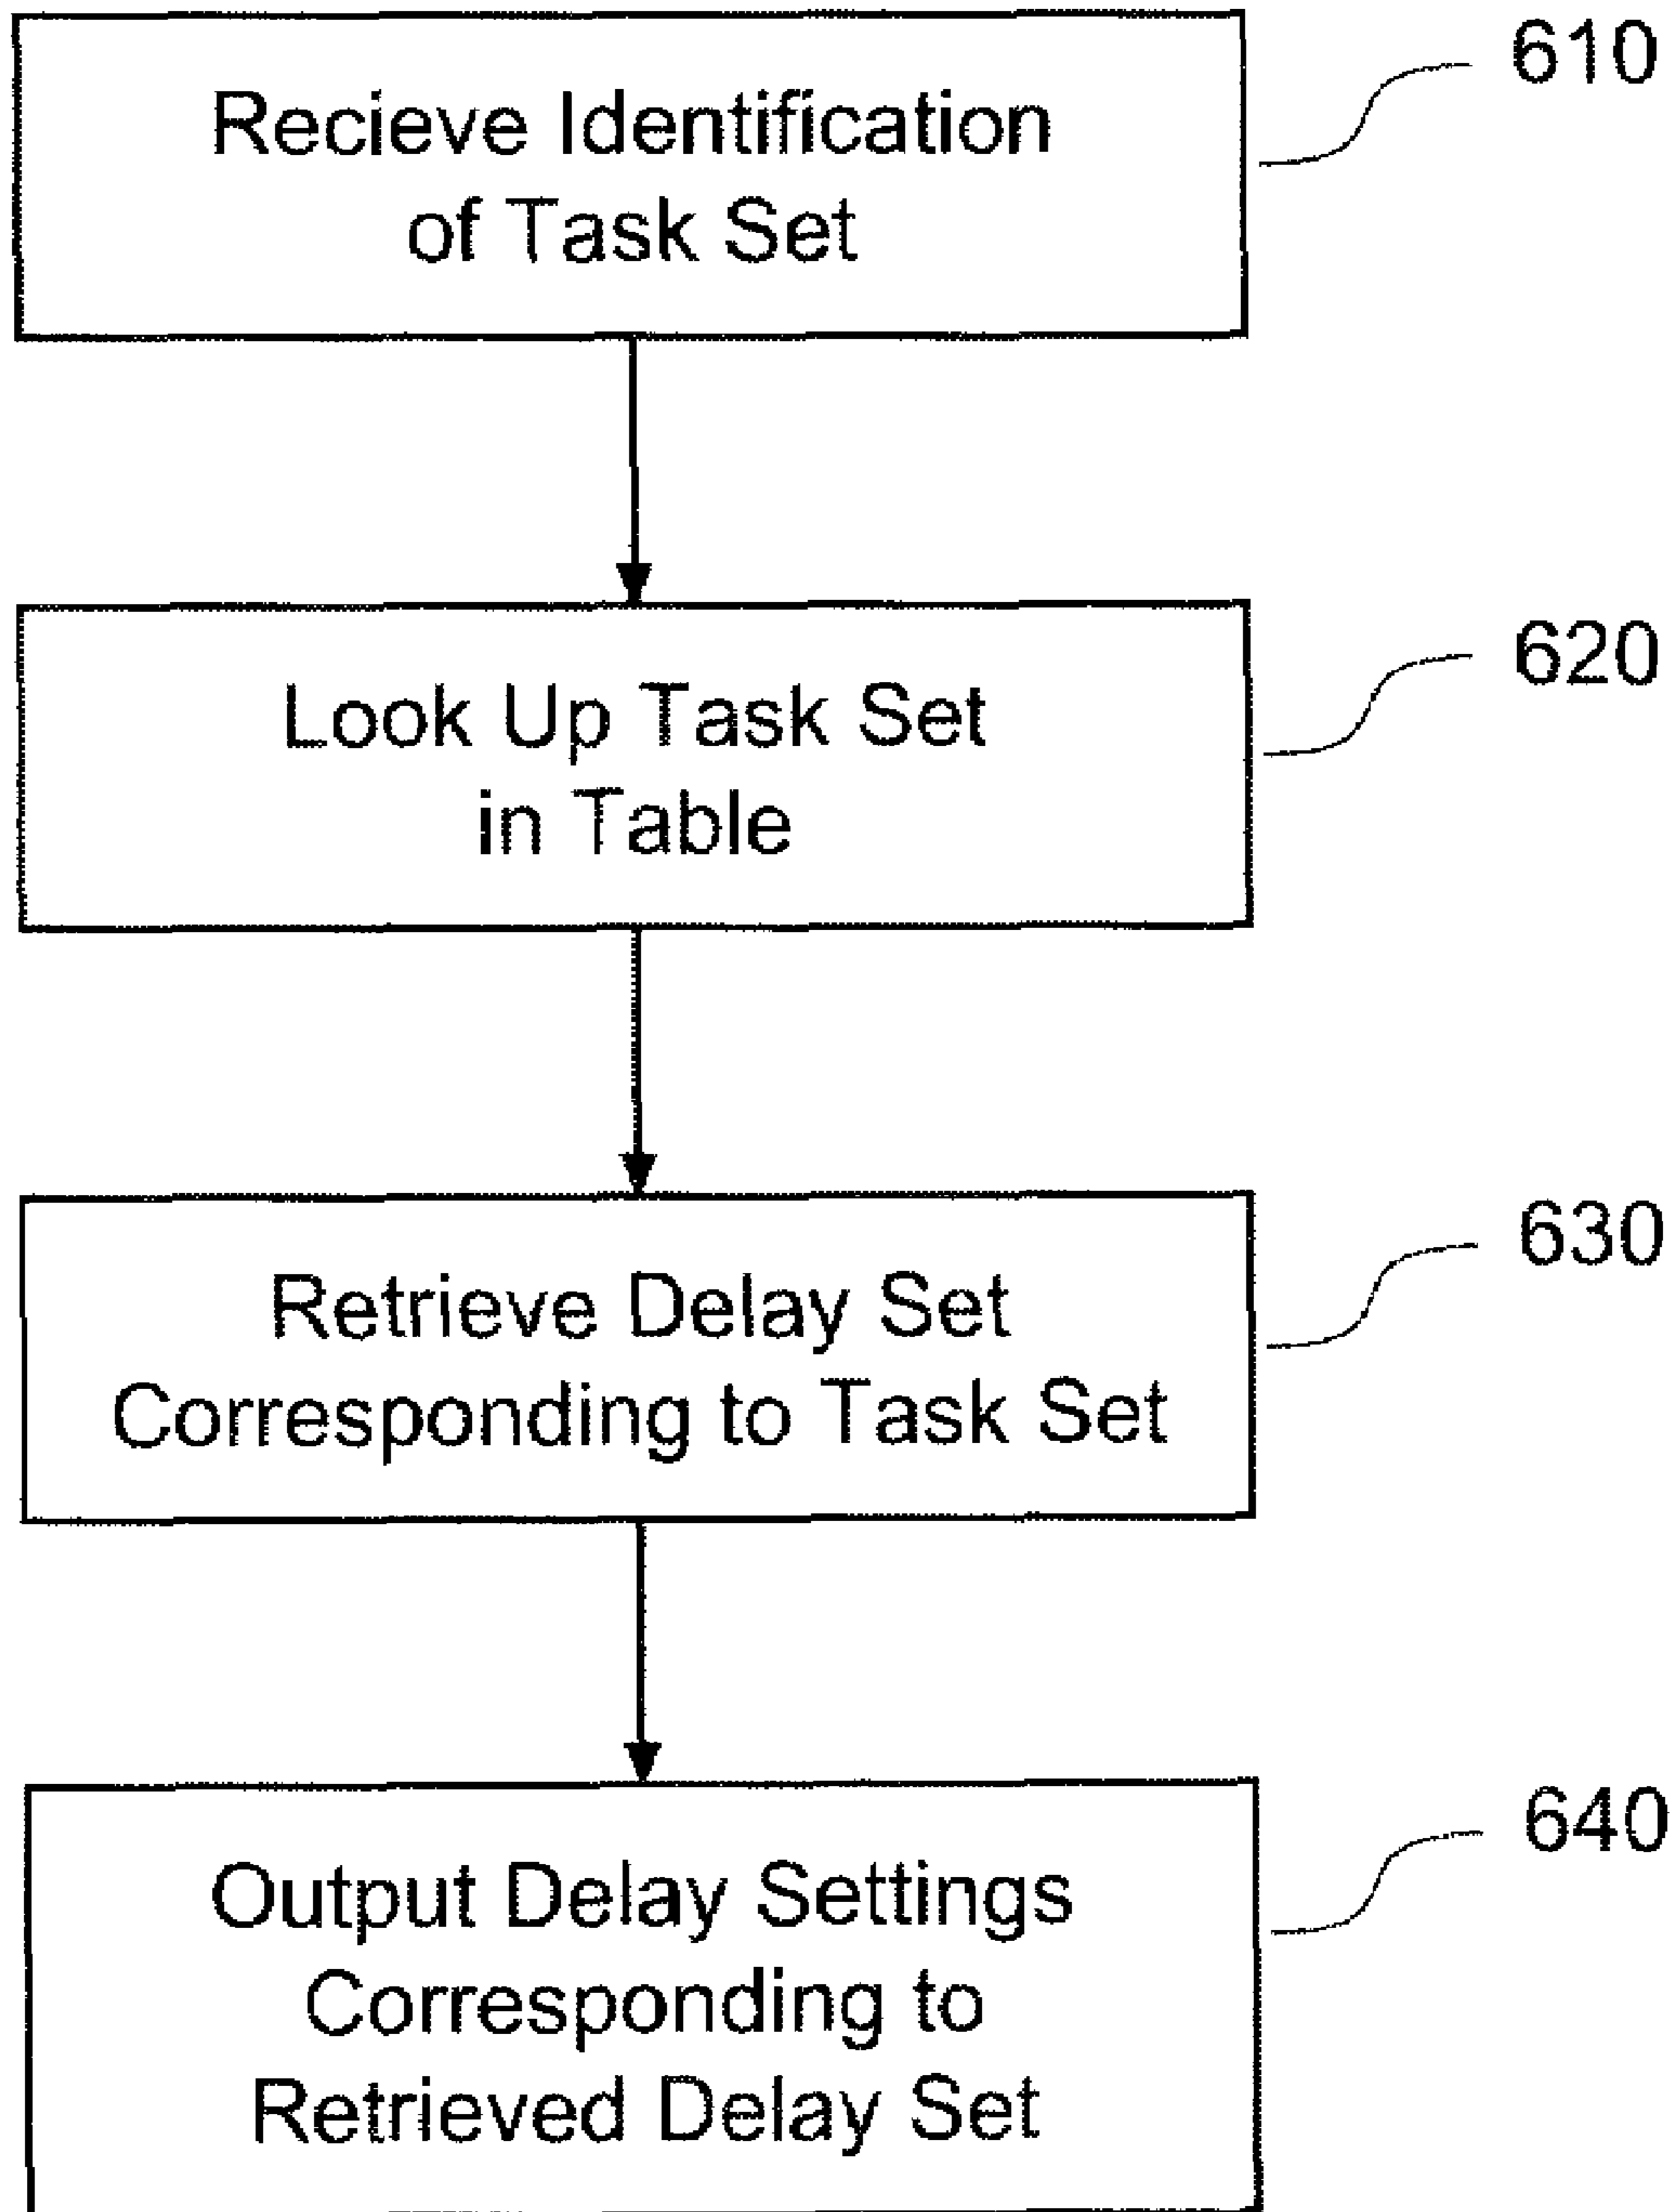 Recieve Identification
of Task Set
610
Look Up Task Set
in Table
620
Retrieve Delay Set
Corresponding to Task Set
630
Output Delay Settings
Corresponding to
Retrieved Delay Set
640